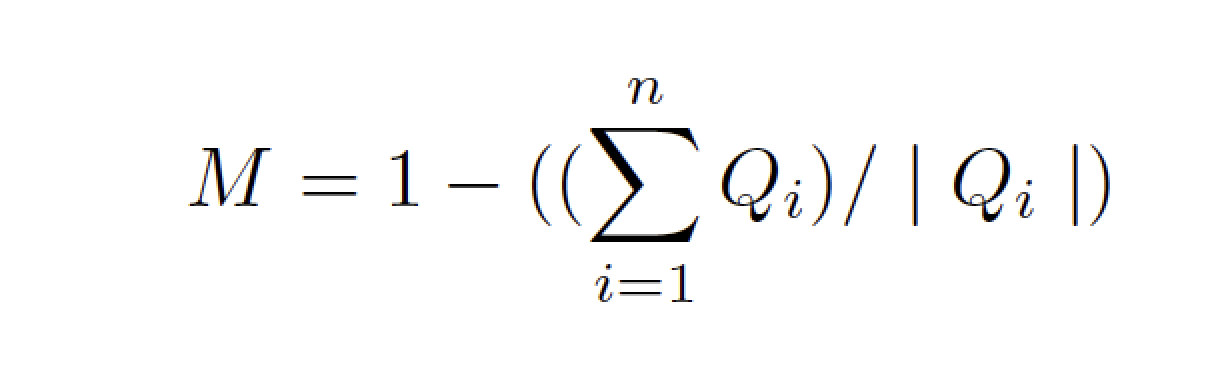 M = 1 − ((∑_{i=1}^{n} Q_i)/ | Q_i |)